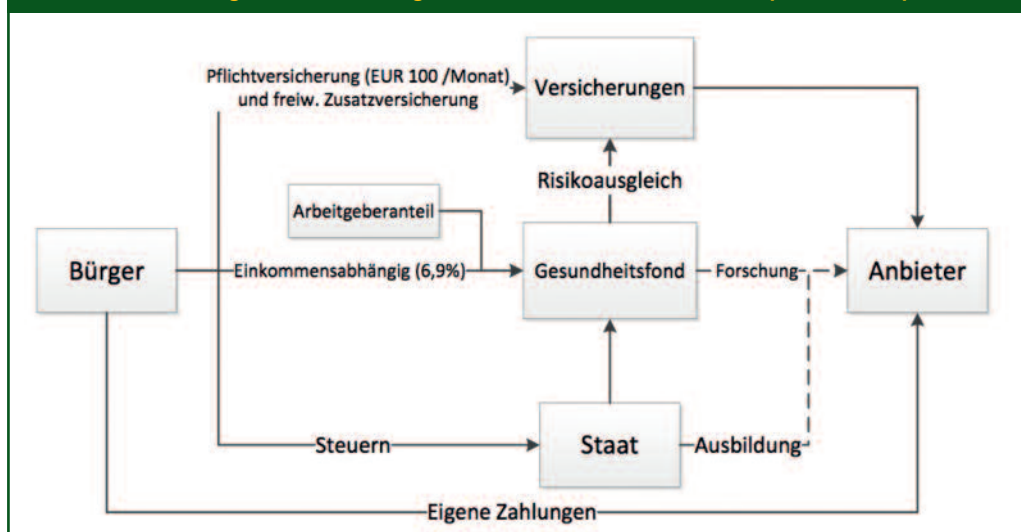 Pflichtversicherung (EUR 100 /Monat)
und freiw. Zusatzversicherung
Versicherungen
Risikoausgleich
Arbeitgeberanteil
Bürger
Einkommensabhängig (6,9%)
Gesundheitsfond
Forschung
Anbieter
Steuern
Staat
Ausbildung
Eigene Zahlungen